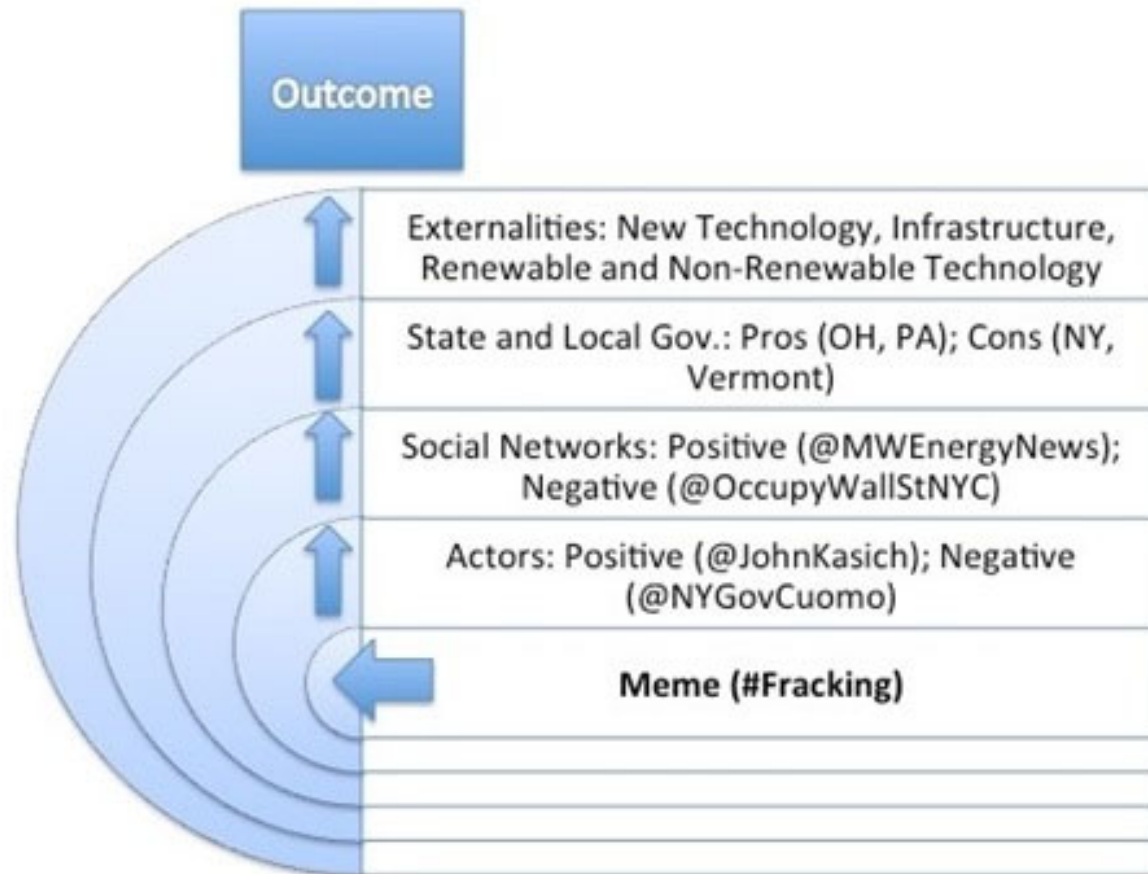 Outcome
Externalities: New Technology, Infrastructure,
Renewable and Non-Renewable Technology
State and Local Gov.: Pros (OH, PA); Cons (NY,
Vermont)
Social Networks: Positive (@MWEnergyNews);
Negative (@OccupyWallStNYC)
Actors: Positive (@JohnKasich); Negative
(@NYGovCuomo)
Meme (#Fracking)